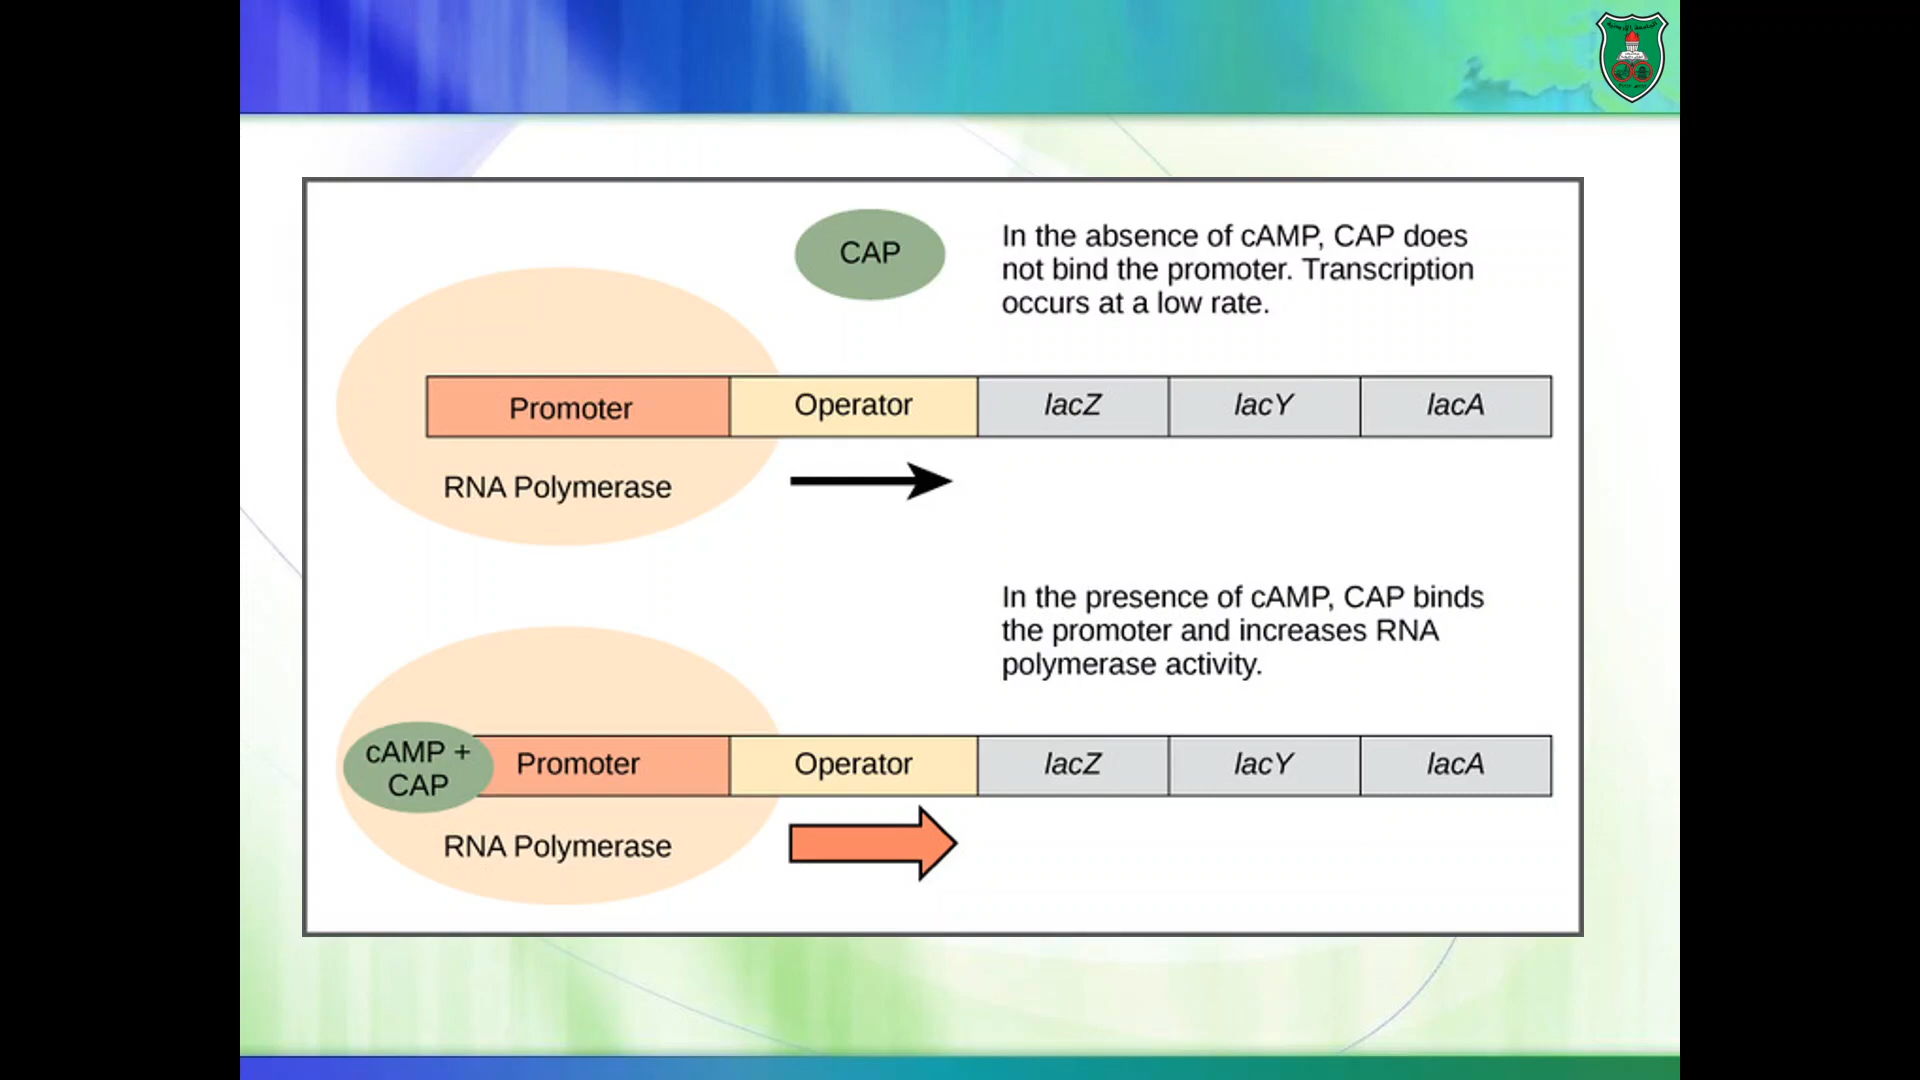 CAP
In the absence of cAMP, CAP does
not bind the promoter. Transcription
occurs at a low rate.
Promoter
Operator
lacZ
lacY
lacA
RNA Polymerase
In the presence of cAMP, CAP binds
the promoter and increases RNA
polymerase activity.
cAMP +
CAP
Promoter
Operator
lacZ
lacY
lacA
RNA Polymerase